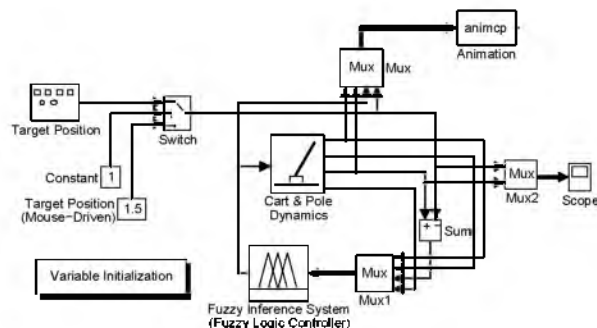 animcp
Animation
Mux
Mux
Target Position
Switch
Constant
1
Target Position
(Mouse-Driven)
1.5
Cart & Pole
Dynamics
Mux
Mux2
Scope
+ -
Sum
Variable Initialization
Mux
Mux1
Fuzzy Inference System
(Fuzzy Logic Controller)